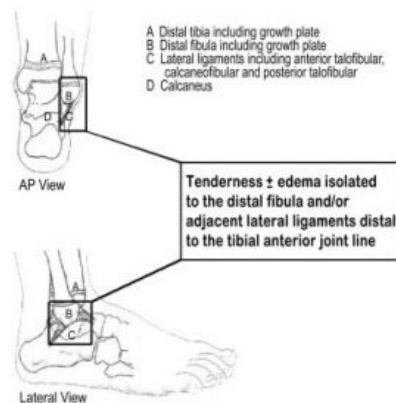 A Distal tibia including growth plate
B Distal fibula including growth plate
C Lateral ligaments including anterior talofibular,
calcaneofibular and posterior talofibular
D Calcaneus
A
B
D C
AP View
Tenderness ± edema isolated
to the distal fibula and/or
adjacent lateral ligaments distal
to the tibial anterior joint line
A
B
C
Lateral View